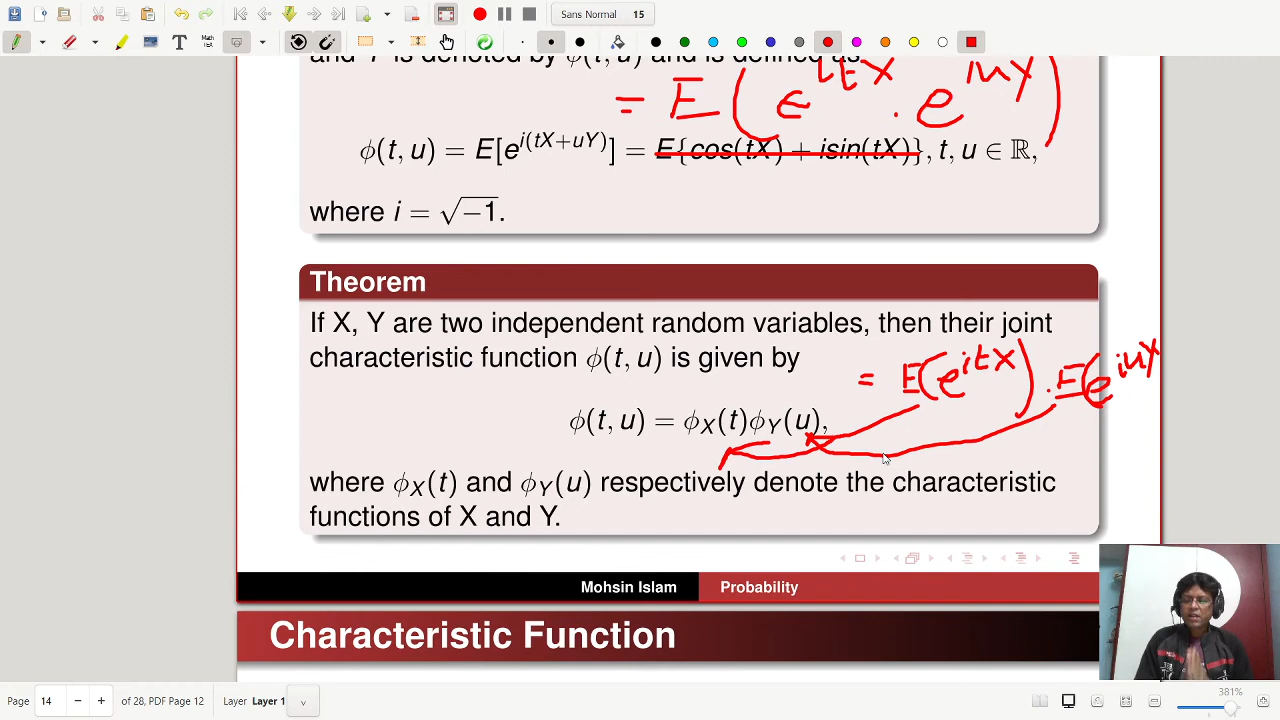 Sans Normal 15
and Y is denoted by ϕ(t, u) and is defined as
= E(e^{itX} . e^{iuY})
ϕ(t, u) = E[e^{i(tX+uY)}] = E{cos(tX) + isin(tX)}, t, u ∈ ℝ,
where i = √−1.
Theorem
If X, Y are two independent random variables, then their joint
characteristic function ϕ(t, u) is given by
= E(e^{itX}) . E(e^{iuY}
ϕ(t, u) = ϕ_X(t)ϕ_Y(u),
where ϕ_X(t) and ϕ_Y(u) respectively denote the characteristic
functions of X and Y.
Mohsin Islam Probability
Characteristic Function
Page 14 of 28, PDF Page 12 Layer Layer 1 381%